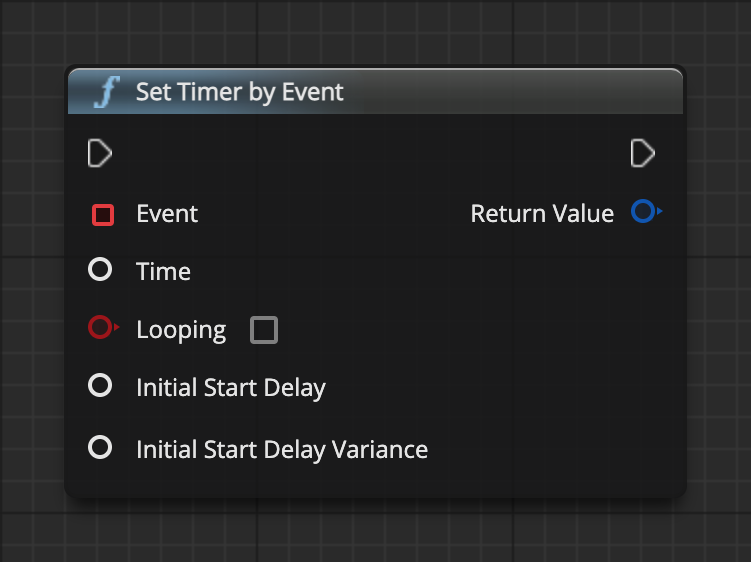 Set Timer by Event
Event
Return Value
Time
Looping
Initial Start Delay
Initial Start Delay Variance